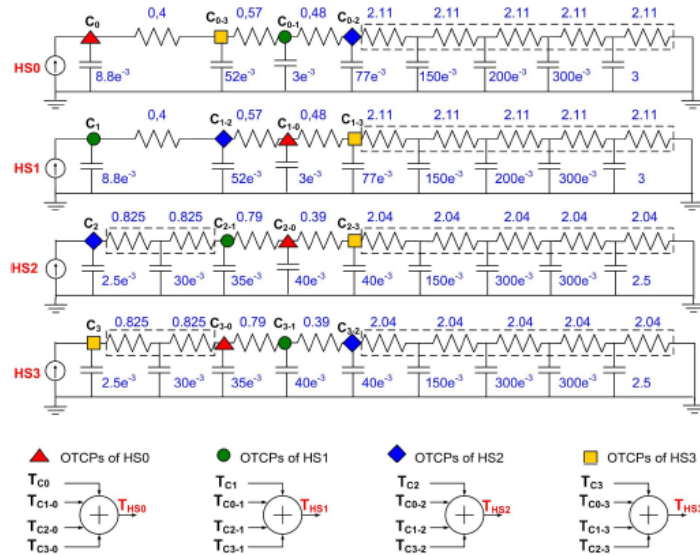 0,4 0,57 0,48 2.11 2.11 2.11 2.11 2.11
C0 C0-3 C0-1 C0-2
HS0
8.8e-3 52e-3 3e-3 77e-3 150e-3 200e-3 300e-3 3
0,4 0,57 0,48 2.11 2.11 2.11 2.11 2.11
C1 C1-2 C1-0 C1-3
HS1
8.8e-3 52e-3 3e-3 77e-3 150e-3 200e-3 300e-3 3
0.825 0.825 0.79 0.39 2.04 2.04 2.04 2.04 2.04
C2 C2-1 C2-0 C2-3
HS2
2.5e-3 30e-3 35e-3 40e-3 40e-3 150e-3 300e-3 300e-3 2.5
0.825 0.825 0.79 0.39 2.04 2.04 2.04 2.04 2.04
C3 C3-0 C3-1 C3-2
HS3
2.5e-3 30e-3 35e-3 40e-3 40e-3 150e-3 300e-3 300e-3 2.5
OTCPs of HS0 OTCPs of HS1 OTCPs of HS2 OTCPs of HS3
TC0 TC1 TC2 TC3
TC1-0 TC0-1 TC0-2 TC0-3
THS0 THS1 THS2 THS3
TC2-0 TC2-1 TC1-2 TC1-3
TC3-0 TC3-1 TC3-2 TC2-3